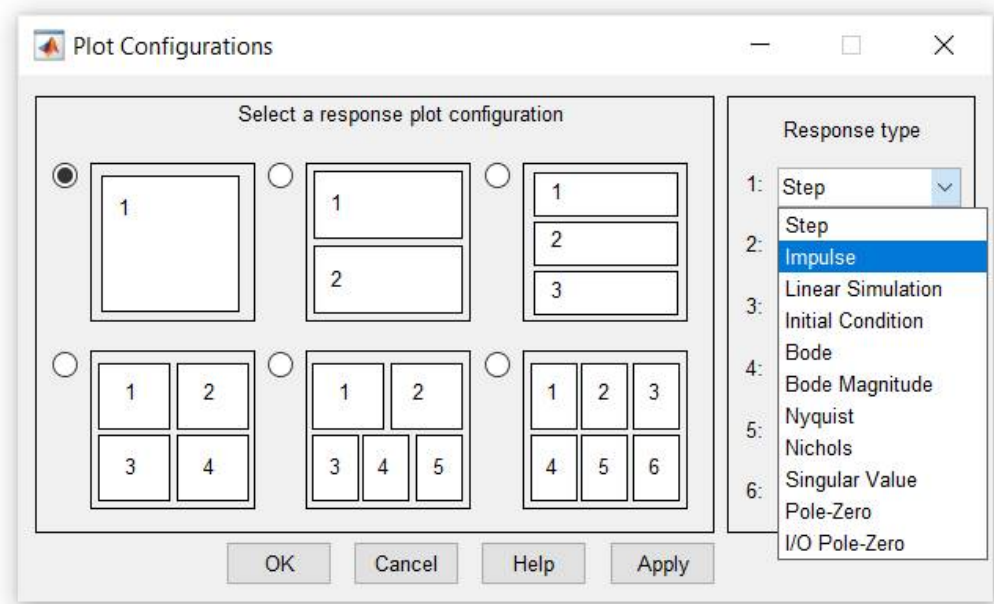 Plot Configurations
Select a response plot configuration
1
1
2
1
2
3
1 2
3 4
1 2
3 4 5
1 2 3
4 5 6
Response type
1: Step
Step
2:
Impulse
Linear Simulation
3:
Initial Condition
Bode
4:
Bode Magnitude
Nyquist
5:
Nichols
Singular Value
6:
Pole-Zero
I/O Pole-Zero
OK Cancel Help Apply